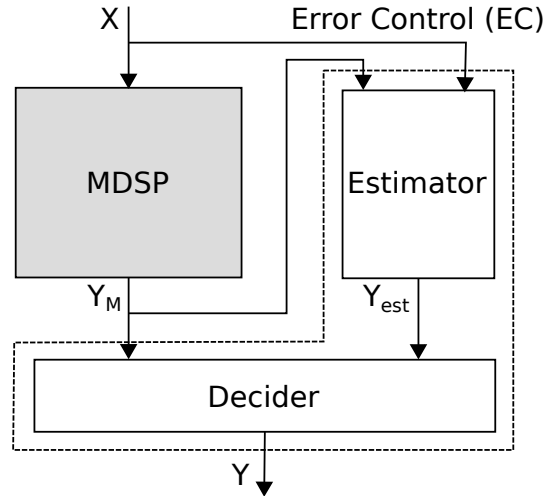 X
Error Control (EC)
MDSP
Estimator
Y_M
Y_est
Decider
Y